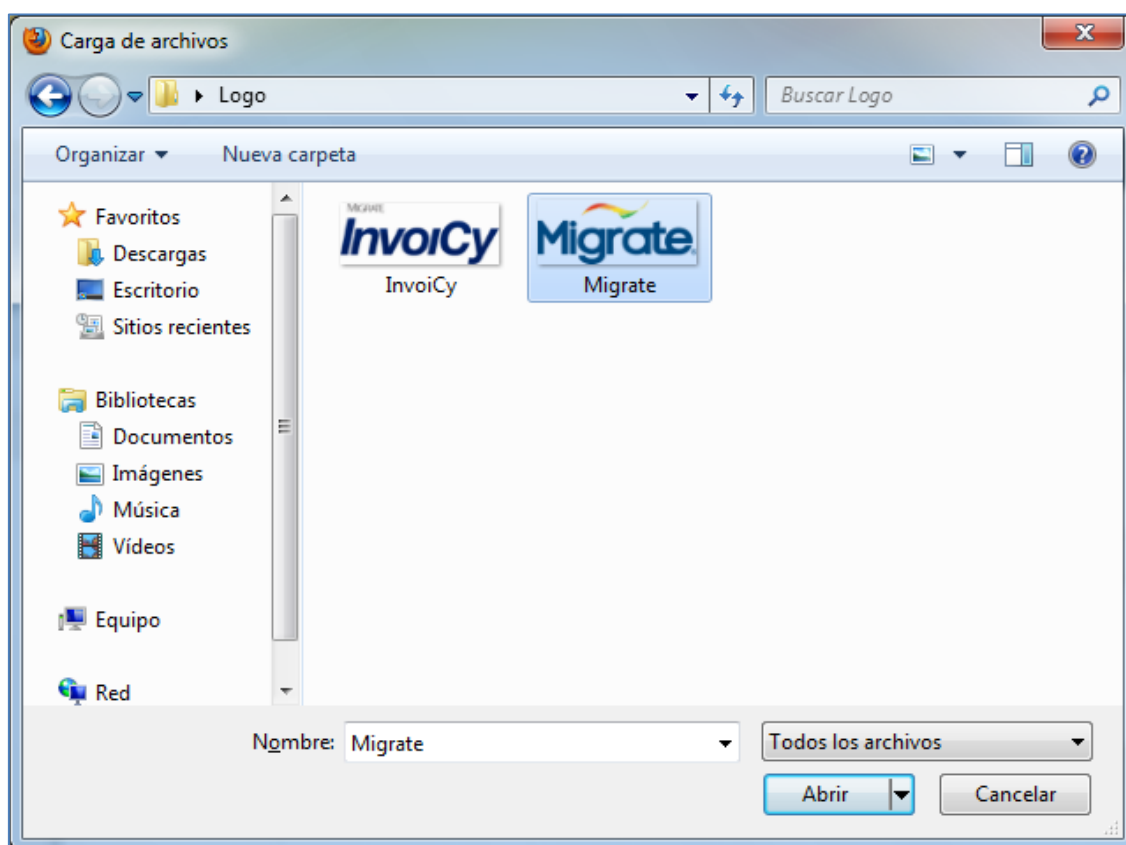 Carga de archivos
Logo
Buscar Logo
Organizar
Nueva carpeta
Favoritos
Descargas
Escritorio
Sitios recientes
Bibliotecas
Documentos
Imágenes
Música
Vídeos
Equipo
Red
MIGRATE
InvoiCy
InvoiCy
Migrate
Migrate
Nombre: Migrate
Todos los archivos
Abrir
Cancelar